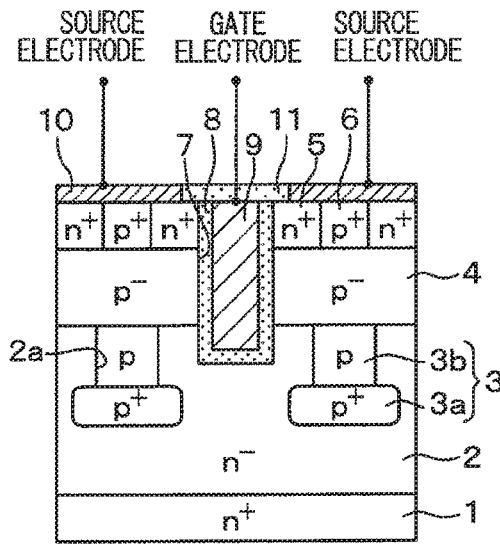 SOURCE ELECTRODE GATE ELECTRODE SOURCE ELECTRODE
10 7 8 9 11 5 6
n+ p+ n+ n+ p+ n+
p- p- 4
2a p p 3b 3
p+ p+ 3a
n- 2
n+ 1